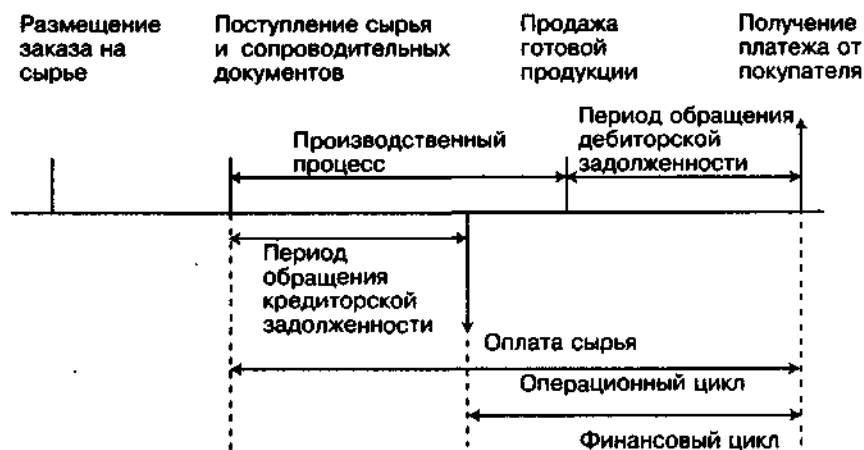 Размещение
заказа на
сырье
Поступление сырья
и сопроводительных
документов
Продажа
готовой
продукции
Получение
платежа от
покупателя
Производственный
процесс
Период обращения
дебиторской
задолженности
Период
обращения
кредиторской
задолженности
Оплата сырья
Операционный цикл
Финансовый цикл